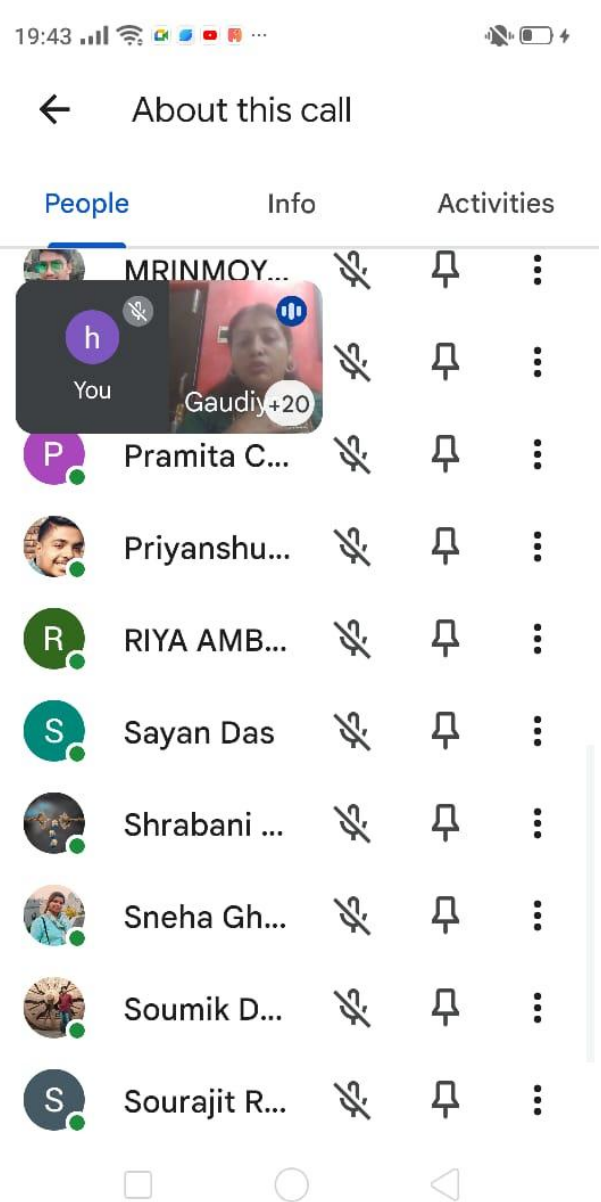 19:43
About this call
People Info Activities
MRINMOY...
h
You
Gaudiy
+20
P Pramita C...
Priyanshu...
R RIYA AMB...
S Sayan Das
Shrabani ...
Sneha Gh...
Soumik D...
S Sourajit R...